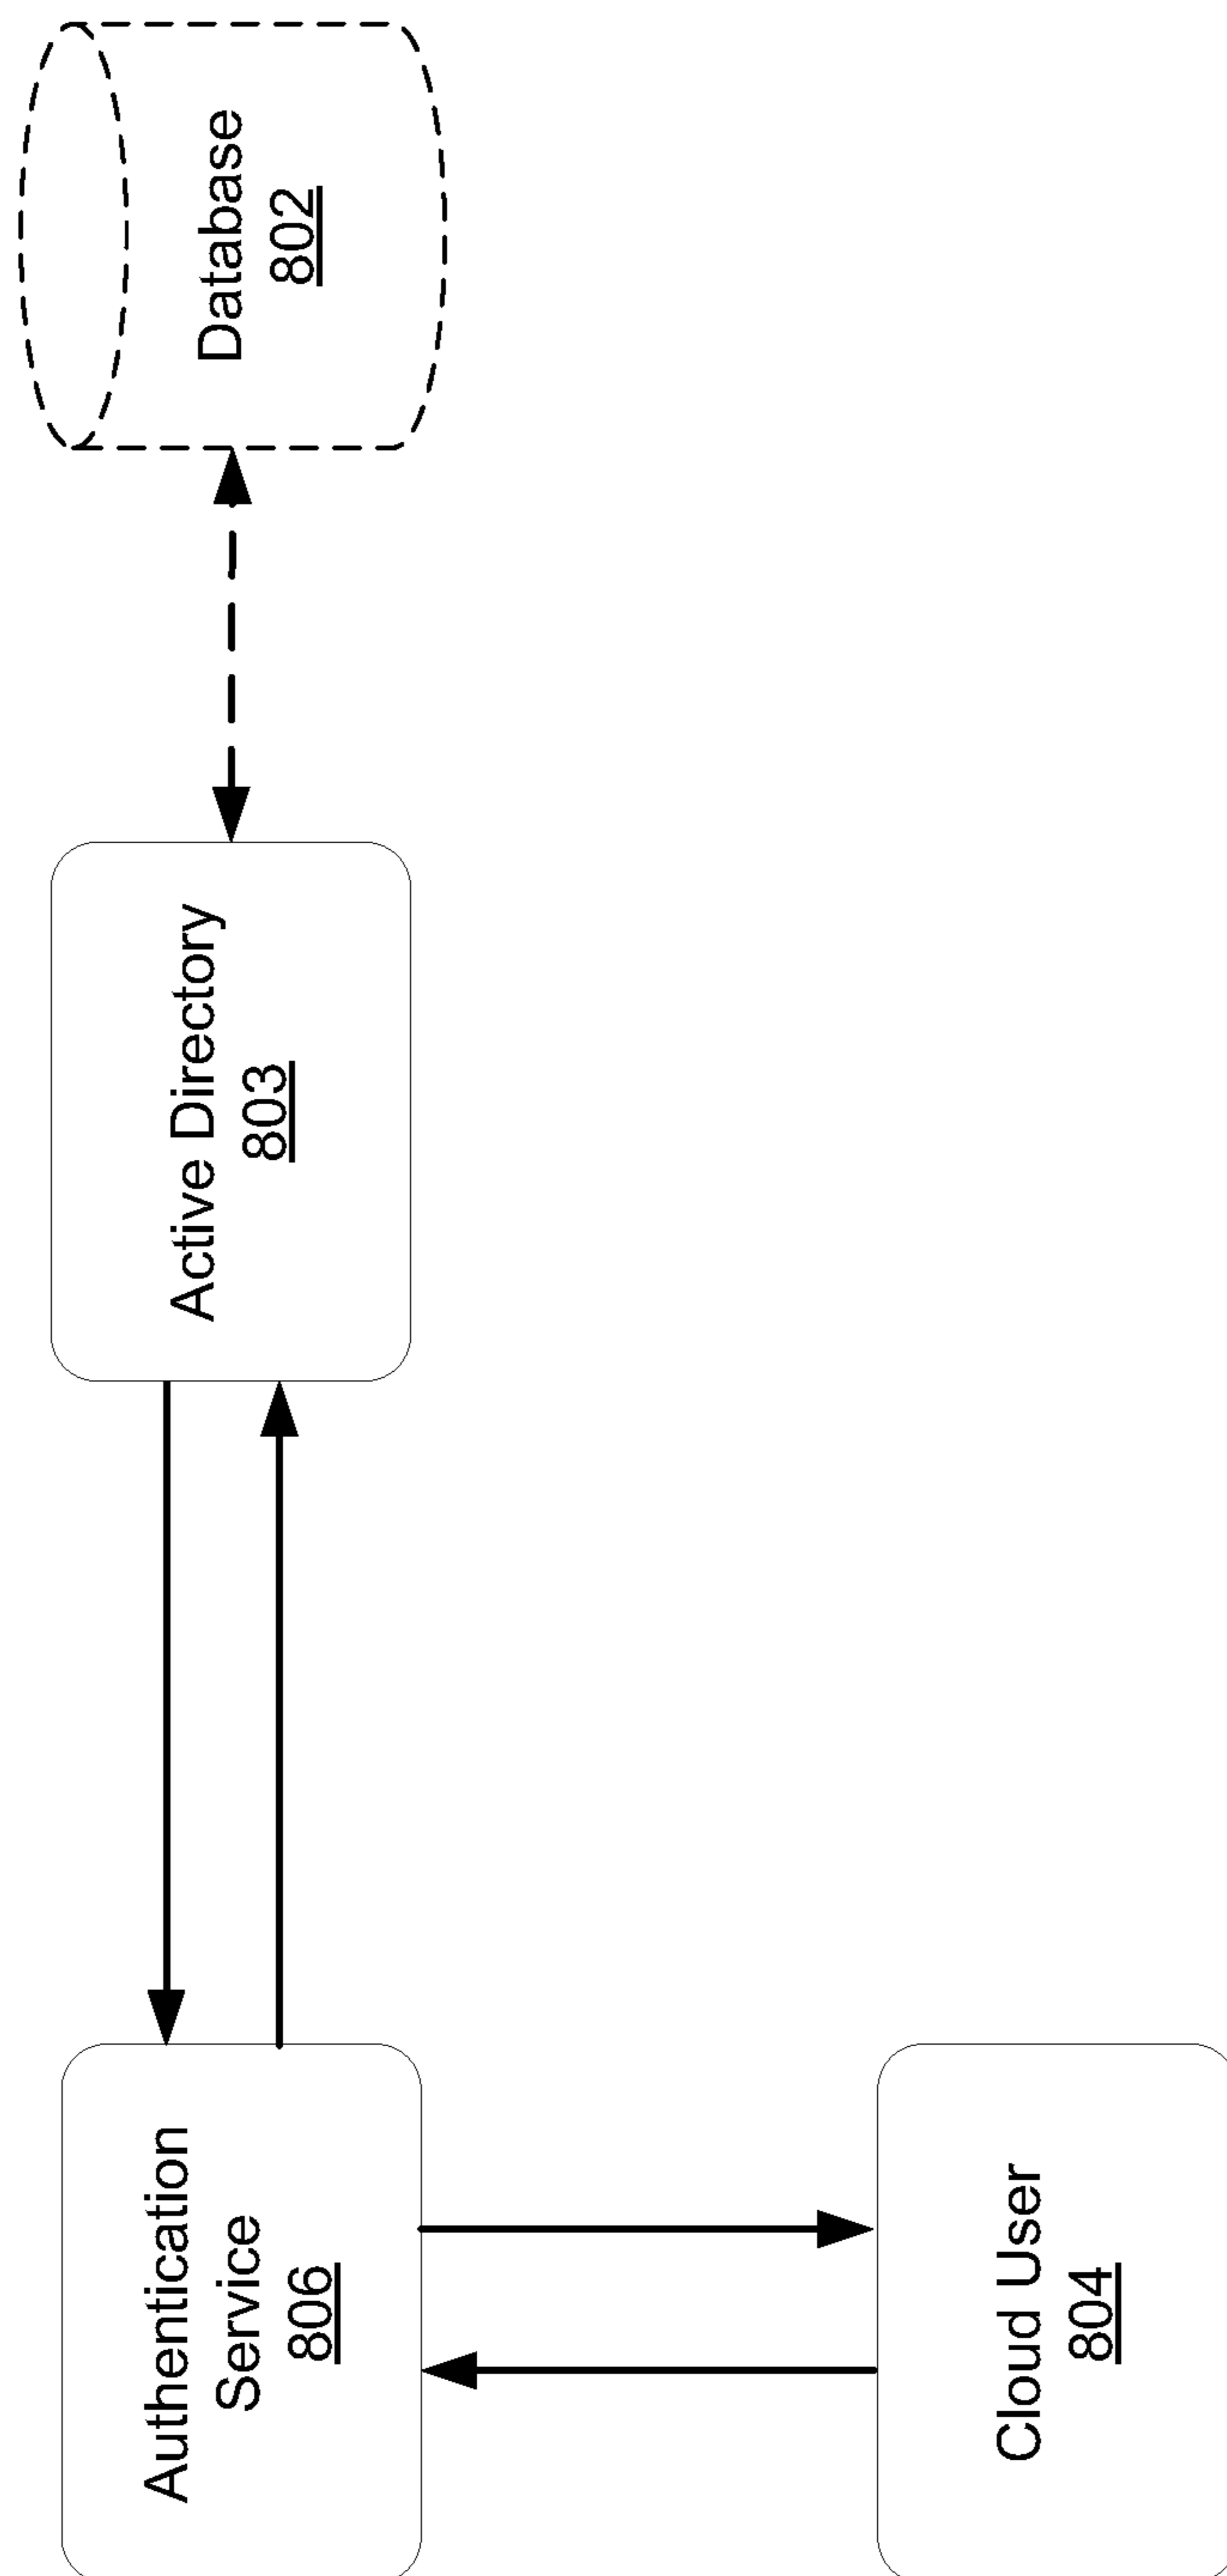 Authentication
Service
806
Active Directory
803
Database
802
Cloud User
804